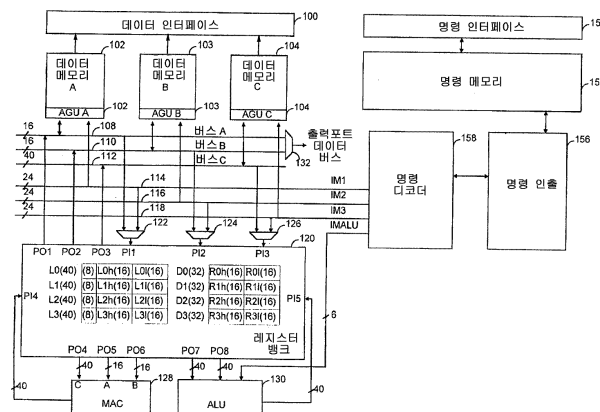 데이터 인터페이스
100
명령 인터페이스
15
102
103
104
데이터 메모리 A
데이터 메모리 B
데이터 메모리 C
명령 메모리
15
AGU A
102
AGU B
103
AGU C
104
16
108
버스 A
16
110
버스 B
40
112
버스 C
132
출력포트 데이터 버스
158
156
명령 디코더
명령 인출
24
114
IM1
24
116
IM2
24
118
IM3
IMALU
122
124
126
120
PO1 PO2 PO3 PI1 PI2 PI3
L0(40) (8) L0h(16) L0l(16) D0(32) R0h(16) R0l(16)
PI4 L1(40) (8) L1h(16) L1l(16) D1(32) R1h(16) R1l(16) PI5
L2(40) (8) L2h(16) L2l(16) D2(32) R2h(16) R2l(16)
L3(40) (8) L3h(16) L3l(16) D3(32) R3h(16) R3l(16)
레지스터 뱅크
6
PO4 PO5 PO6 PO7 PO8
40 16 16 40 40
40
C A B
128
130
40
MAC
ALU